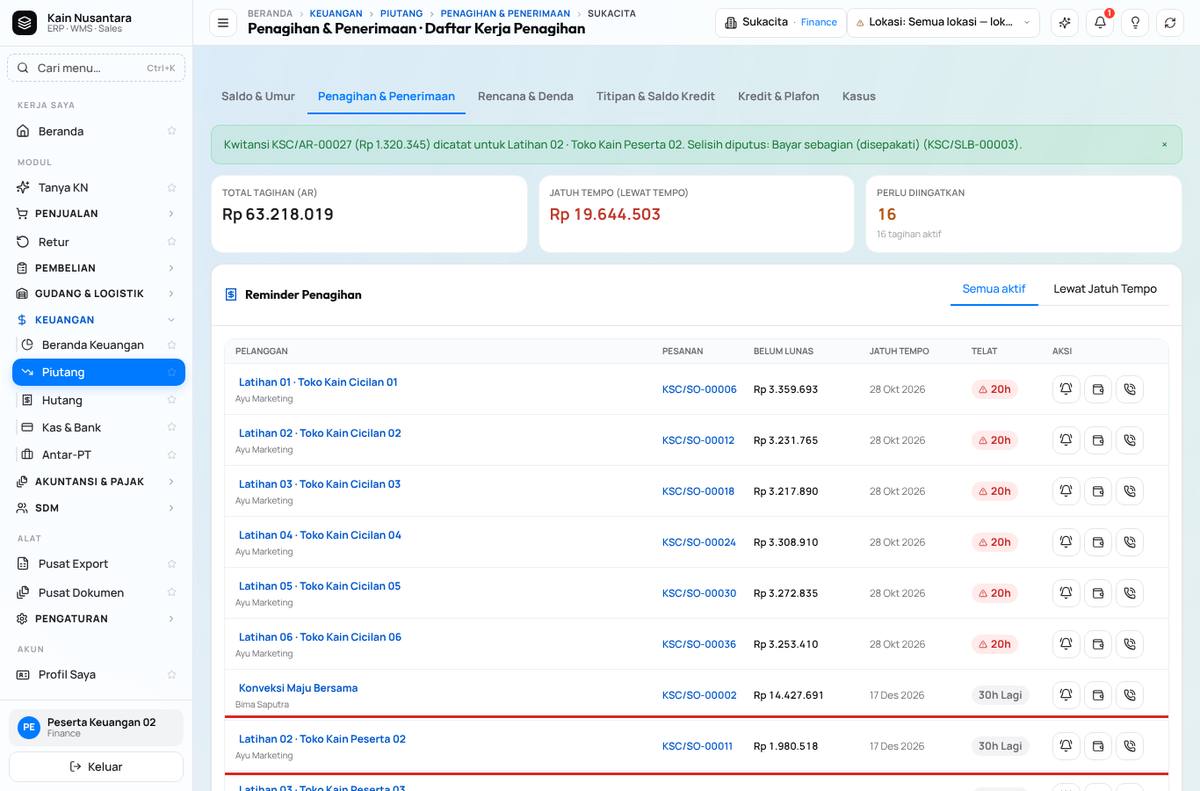 Kain Nusantara
ERP · WMS · Sales
Cari menu...
Ctrl+K
KERJA SAYA
Beranda
MODUL
Tanya KN
PENJUALAN
Retur
PEMBELIAN
GUDANG & LOGISTIK
KEUANGAN
Beranda Keuangan
Piutang
Hutang
Kas & Bank
Antar-PT
AKUNTANSI & PAJAK
SDM
ALAT
Pusat Export
Pusat Dokumen
PENGATURAN
AKUN
Profil Saya
PE
Peserta Keuangan 02
Finance
Keluar
BERANDA > KEUANGAN > PIUTANG > PENAGIHAN & PENERIMAAN > SUKACITA
Penagihan & Penerimaan · Daftar Kerja Penagihan
Sukacita · Finance
Lokasi: Semua lokasi — lok...
1
Saldo & Umur
Penagihan & Penerimaan
Rencana & Denda
Titipan & Saldo Kredit
Kredit & Plafon
Kasus
Kwitansi KSC/AR-00027 (Rp 1.320.345) dicatat untuk Latihan 02 · Toko Kain Peserta 02. Selisih diputus: Bayar sebagian (disepakati) (KSC/SLB-00003).
×
TOTAL TAGIHAN (AR)
Rp 63.218.019
JATUH TEMPO (LEWAT TEMPO)
Rp 19.644.503
PERLU DIINGATKAN
16
16 tagihan aktif
Reminder Penagihan
Semua aktif
Lewat Jatuh Tempo
PELANGGAN PESANAN BELUM LUNAS JATUH TEMPO TELAT AKSI
Latihan 01 · Toko Kain Cicilan 01
Ayu Marketing
KSC/SO-00006 Rp 3.359.693 28 Okt 2026 20h
Latihan 02 · Toko Kain Cicilan 02
Ayu Marketing
KSC/SO-00012 Rp 3.231.765 28 Okt 2026 20h
Latihan 03 · Toko Kain Cicilan 03
Ayu Marketing
KSC/SO-00018 Rp 3.217.890 28 Okt 2026 20h
Latihan 04 · Toko Kain Cicilan 04
Ayu Marketing
KSC/SO-00024 Rp 3.308.910 28 Okt 2026 20h
Latihan 05 · Toko Kain Cicilan 05
Ayu Marketing
KSC/SO-00030 Rp 3.272.835 28 Okt 2026 20h
Latihan 06 · Toko Kain Cicilan 06
Ayu Marketing
KSC/SO-00036 Rp 3.253.410 28 Okt 2026 20h
Konveksi Maju Bersama
Bima Saputra
KSC/SO-00002 Rp 14.427.691 17 Des 2026 30h Lagi
Latihan 02 · Toko Kain Peserta 02
Ayu Marketing
KSC/SO-00011 Rp 1.980.518 17 Des 2026 30h Lagi
Latihan 03 · Toko Kain Peserta 03